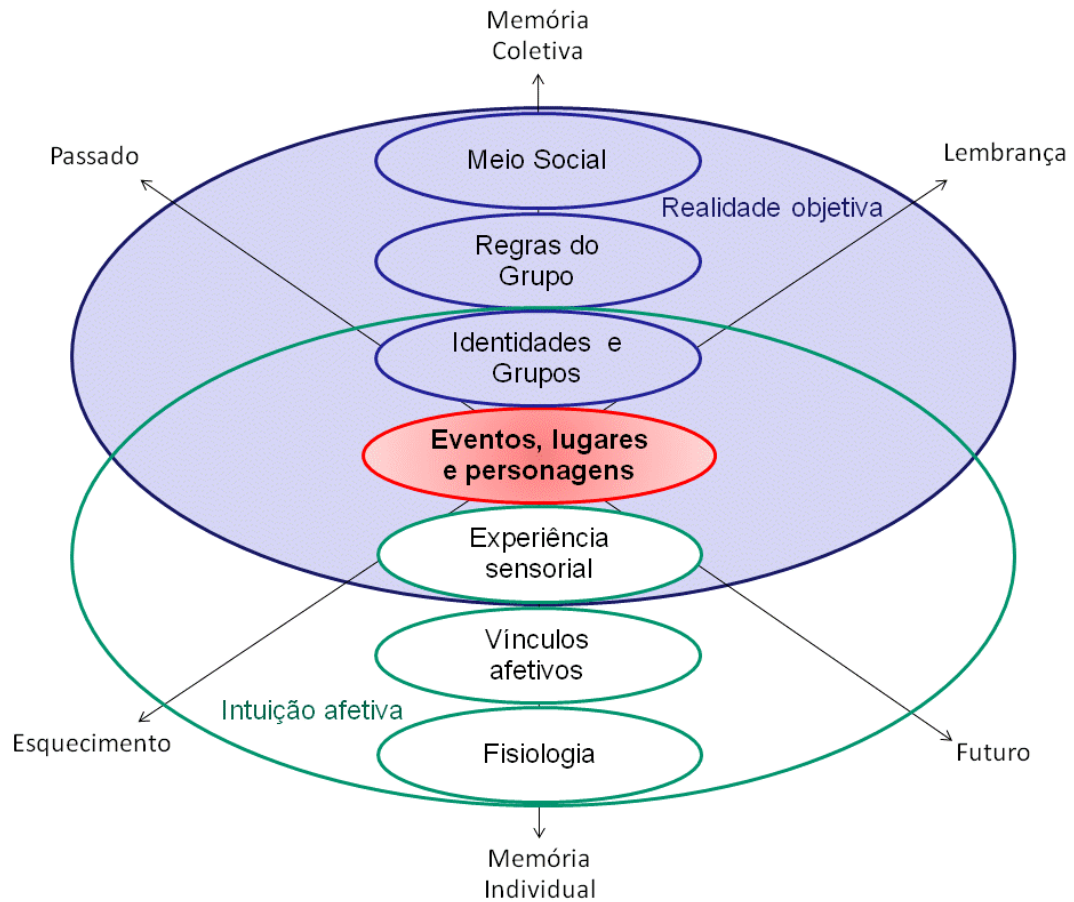 Memória
Coletiva
Passado
Lembrança
Meio Social
Realidade objetiva
Regras do
Grupo
Identidades e
Grupos
Eventos, lugares
e personagens
Experiência
sensorial
Vínculos
afetivos
Intuição afetiva
Esquecimento
Fisiologia
Futuro
Memória
Individual